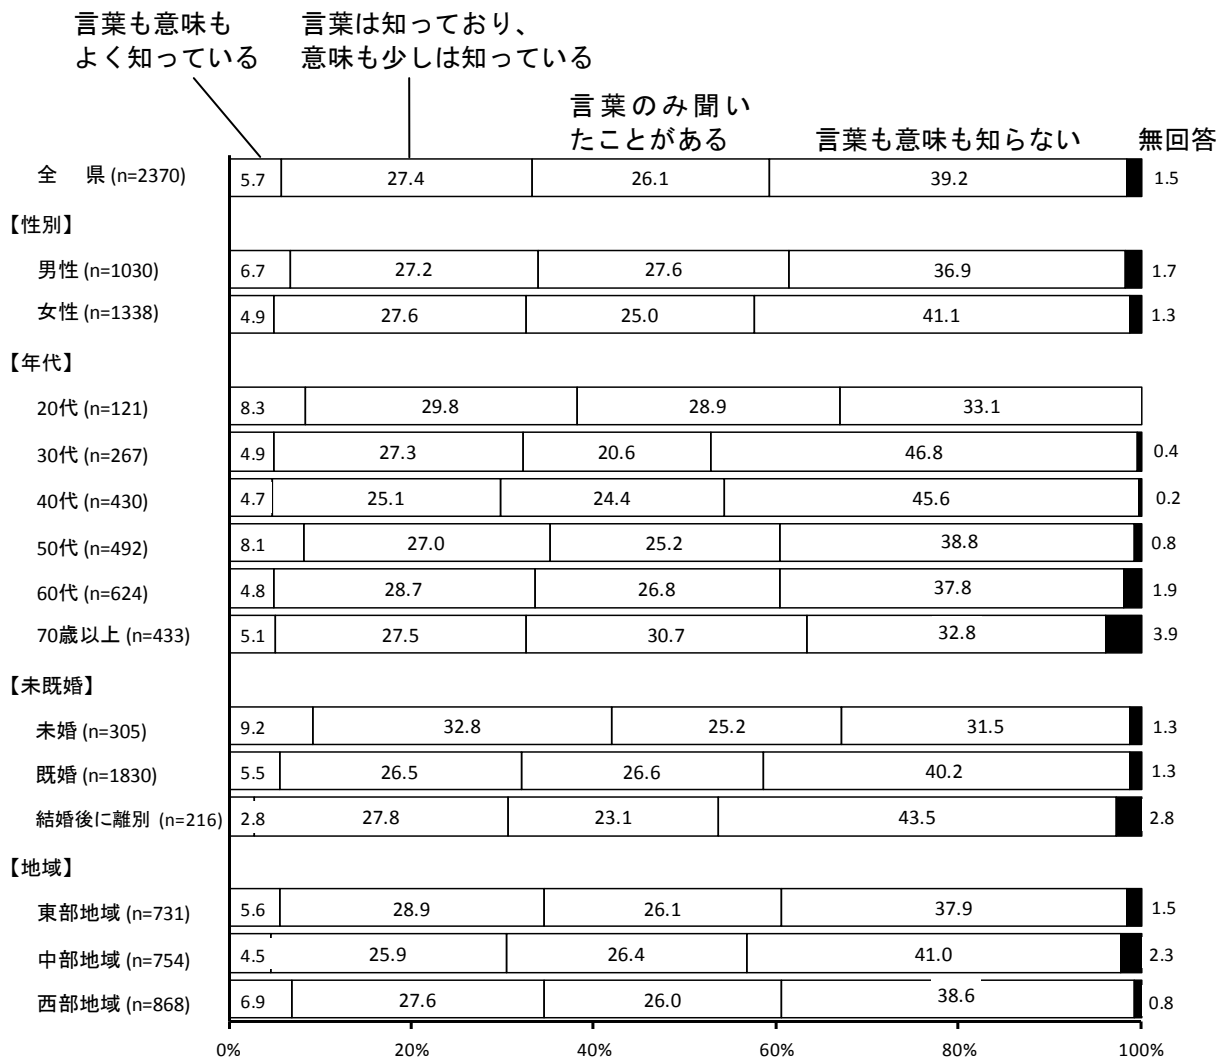 言葉も意味も
よく知っている
言葉は知っており、
意味も少しは知っている
言葉のみ聞い
たことがある
言葉も意味も知らない
無回答
全 県 (n=2370) 5.7 27.4 26.1 39.2 1.5
【性別】
男性 (n=1030) 6.7 27.2 27.6 36.9 1.7
女性 (n=1338) 4.9 27.6 25.0 41.1 1.3
【年代】
20代 (n=121) 8.3 29.8 28.9 33.1
30代 (n=267) 4.9 27.3 20.6 46.8 0.4
40代 (n=430) 4.7 25.1 24.4 45.6 0.2
50代 (n=492) 8.1 27.0 25.2 38.8 0.8
60代 (n=624) 4.8 28.7 26.8 37.8 1.9
70歳以上 (n=433) 5.1 27.5 30.7 32.8 3.9
【未既婚】
未婚 (n=305) 9.2 32.8 25.2 31.5 1.3
既婚 (n=1830) 5.5 26.5 26.6 40.2 1.3
結婚後に離別 (n=216) 2.8 27.8 23.1 43.5 2.8
【地域】
東部地域 (n=731) 5.6 28.9 26.1 37.9 1.5
中部地域 (n=754) 4.5 25.9 26.4 41.0 2.3
西部地域 (n=868) 6.9 27.6 26.0 38.6 0.8
0% 20% 40% 60% 80% 100%